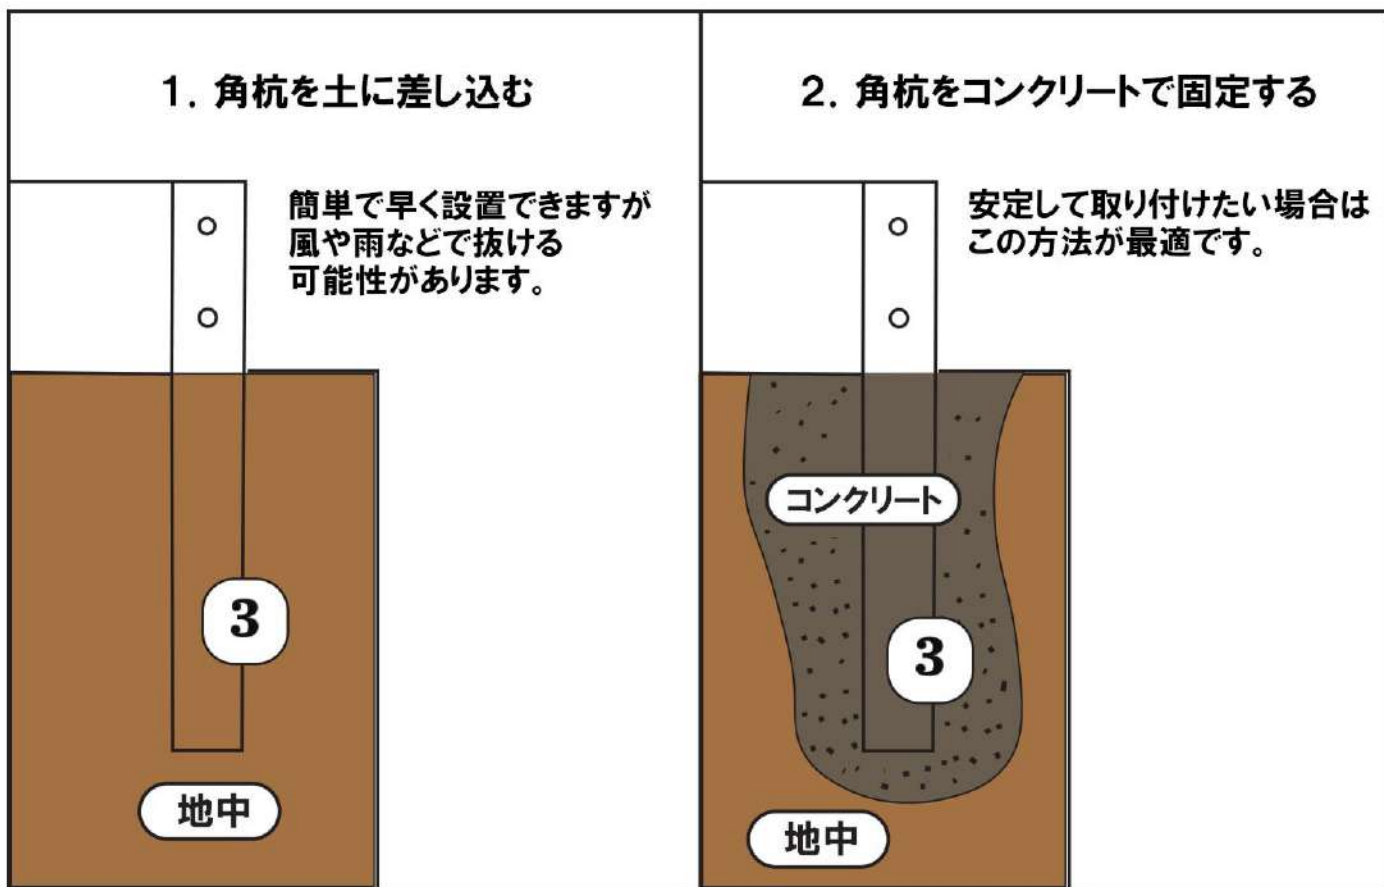 1. 角杭を土に差し込む
簡単で早く設置できますが
風や雨などで抜ける
可能性があります。
3
地中
2. 角杭をコンクリートで固定する
安定して取り付けたい場合は
この方法が最適です。
コンクリート
3
地中